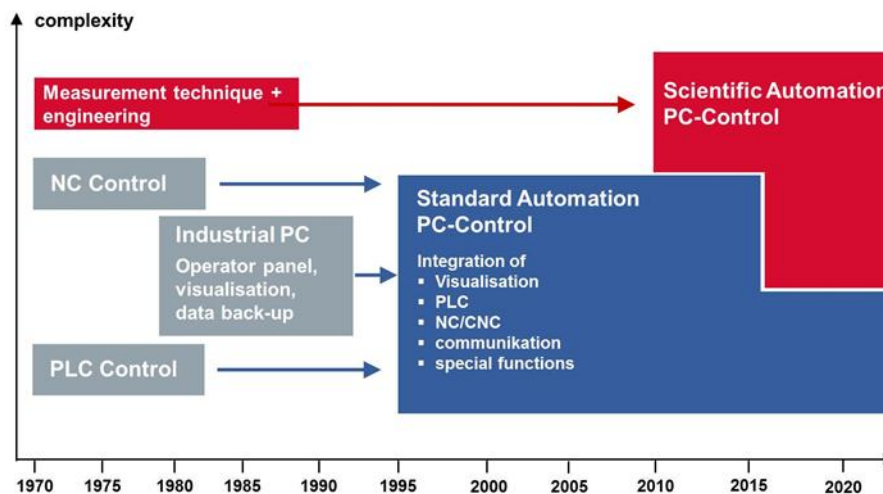 complexity
Measurement technique +
engineering
Scientific Automation
PC-Control
NC Control
Standard Automation
PC-Control
Industrial PC
Operator panel,
visualisation,
data back-up
Integration of
▪ Visualisation
▪ PLC
▪ NC/CNC
▪ communikation
▪ special functions
PLC Control
1970 1975 1980 1985 1990 1995 2000 2005 2010 2015 2020